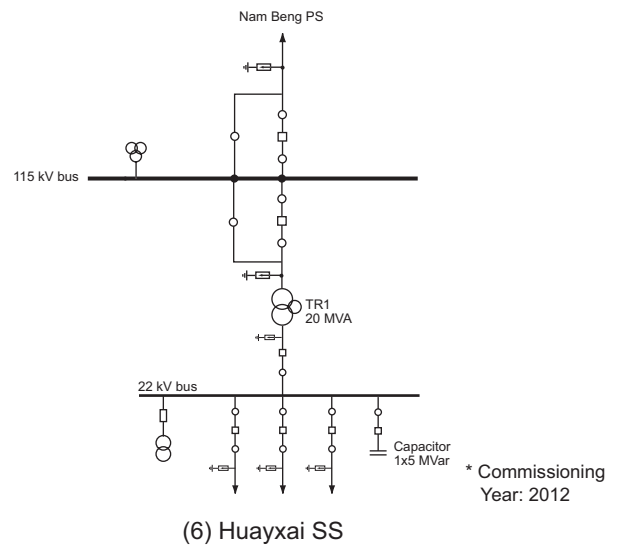 Nam Beng PS
115 kV bus
TR1
20 MVA
22 kV bus
Capacitor
1x5 MVar
* Commissioning
Year: 2012
(6) Huayxai SS